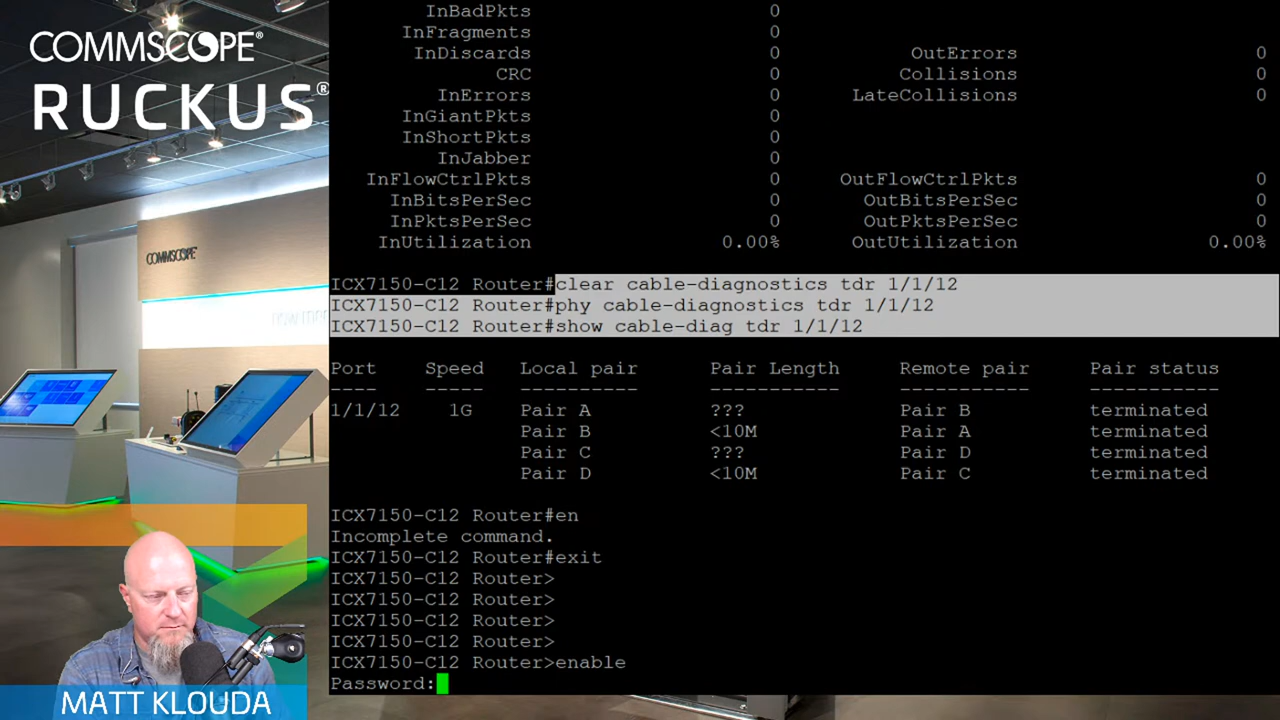 COMMSCOPE®
RUCKUS®
COMMSCOPE
InBadPkts 0
InFragments 0
InDiscards 0 OutErrors 0
CRC 0 Collisions 0
InErrors 0 LateCollisions 0
InGiantPkts 0
InShortPkts 0
InJabber 0
InFlowCtrlPkts 0 OutFlowCtrlPkts 0
InBitsPerSec 0 OutBitsPerSec 0
InPktsPerSec 0 OutPktsPerSec 0
InUtilization 0.00% OutUtilization 0.00%
ICX7150-C12 Router#clear cable-diagnostics tdr 1/1/12
ICX7150-C12 Router#phy cable-diagnostics tdr 1/1/12
ICX7150-C12 Router#show cable-diag tdr 1/1/12
Port Speed Local pair Pair Length Remote pair Pair status
---- ----- ---------- ----------- ----------- -----------
1/1/12 1G Pair A ??? Pair B terminated
Pair B <10M Pair A terminated
Pair C ??? Pair D terminated
Pair D <10M Pair C terminated
ICX7150-C12 Router#en
Incomplete command.
ICX7150-C12 Router#exit
ICX7150-C12 Router>
ICX7150-C12 Router>
ICX7150-C12 Router>
ICX7150-C12 Router>
ICX7150-C12 Router>enable
Password:
MATT KLOUDA